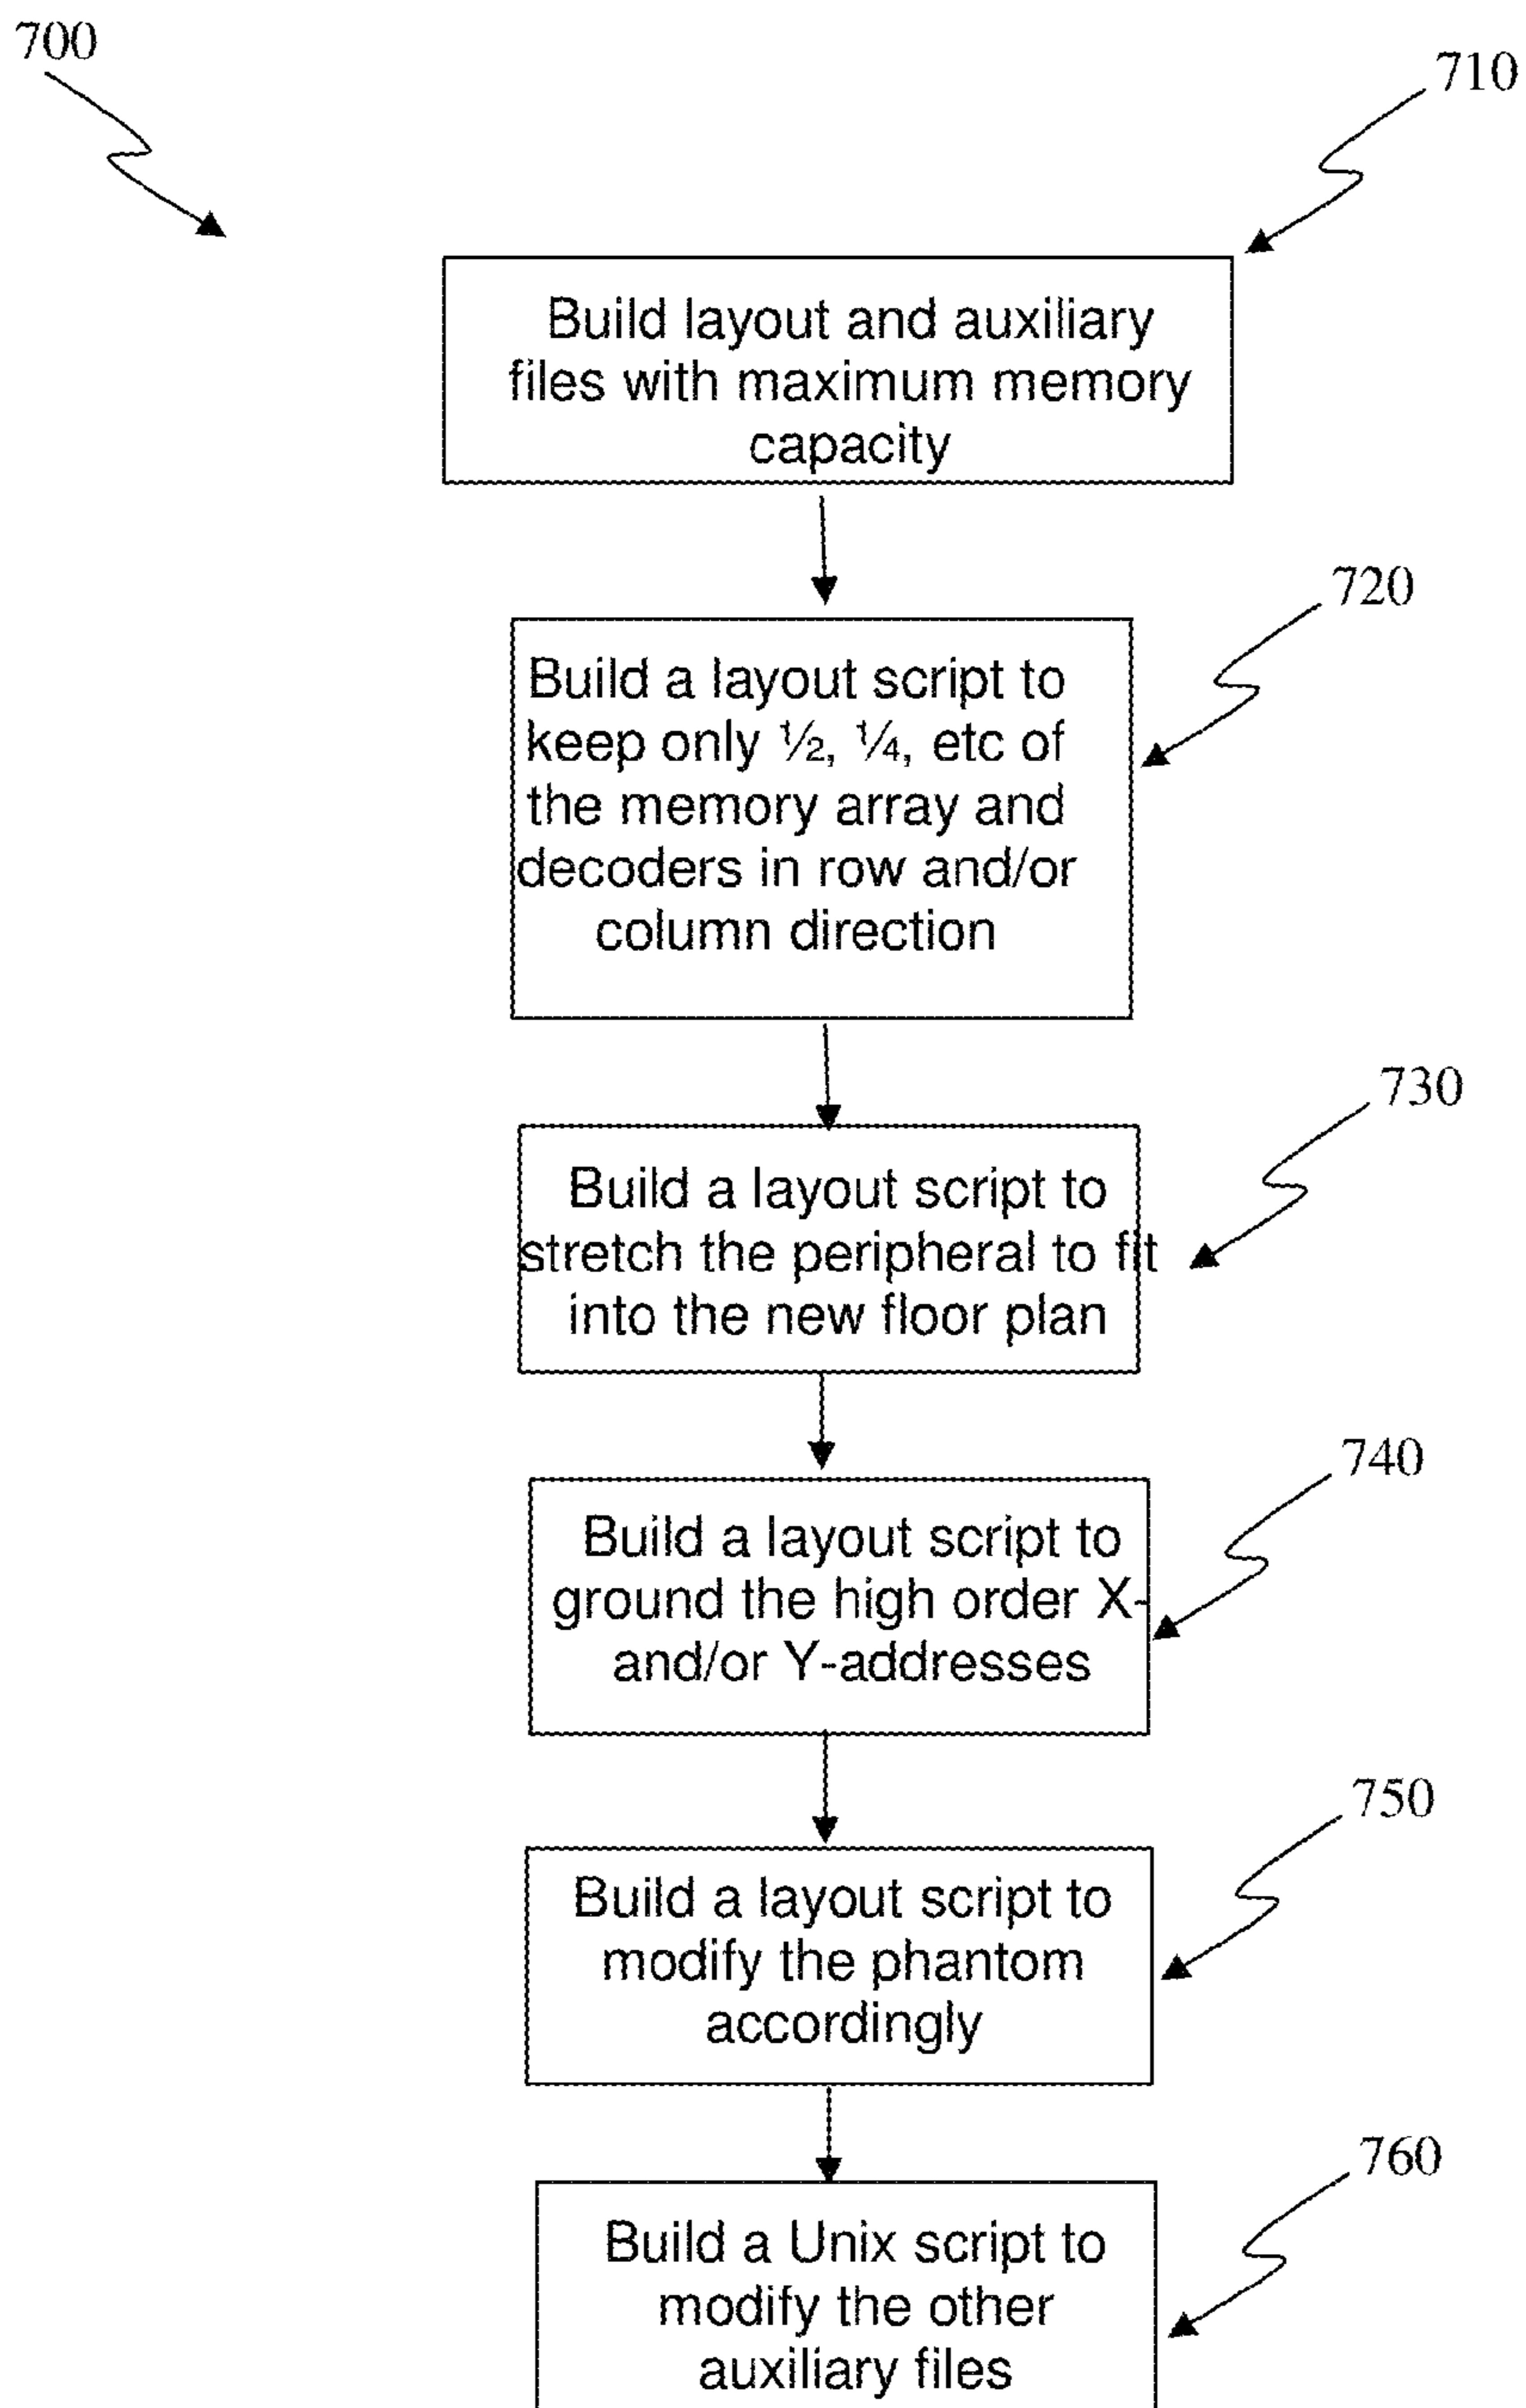 700
710
Build layout and auxiliary
files with maximum memory
capacity
720
Build a layout script to
keep only ½, ¼, etc of
the memory array and
decoders in row and/or
column direction
730
Build a layout script to
stretch the peripheral to fit
into the new floor plan
740
Build a layout script to
ground the high order X-
and/or Y-addresses
750
Build a layout script to
modify the phantom
accordingly
760
Build a Unix script to
modify the other
auxiliary files